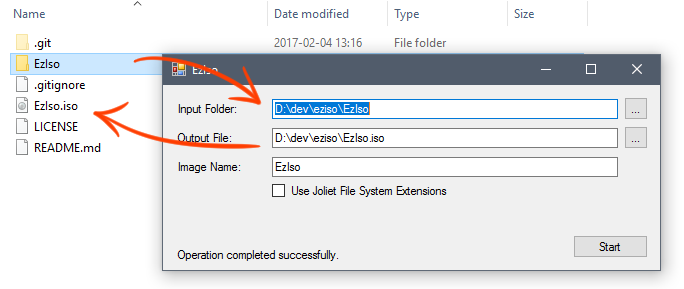 Name Date modified Type Size
.git 2017-02-04 13:16 File folder
EzIso
.gitignore
EzIso.iso
LICENSE
README.md
EzIso
Input Folder: D:\dev\eziso\EzIso ...
Output File: D:\dev\eziso\EzIso.iso ...
Image Name: EzIso
Use Joliet File System Extensions
Start
Operation completed successfully.